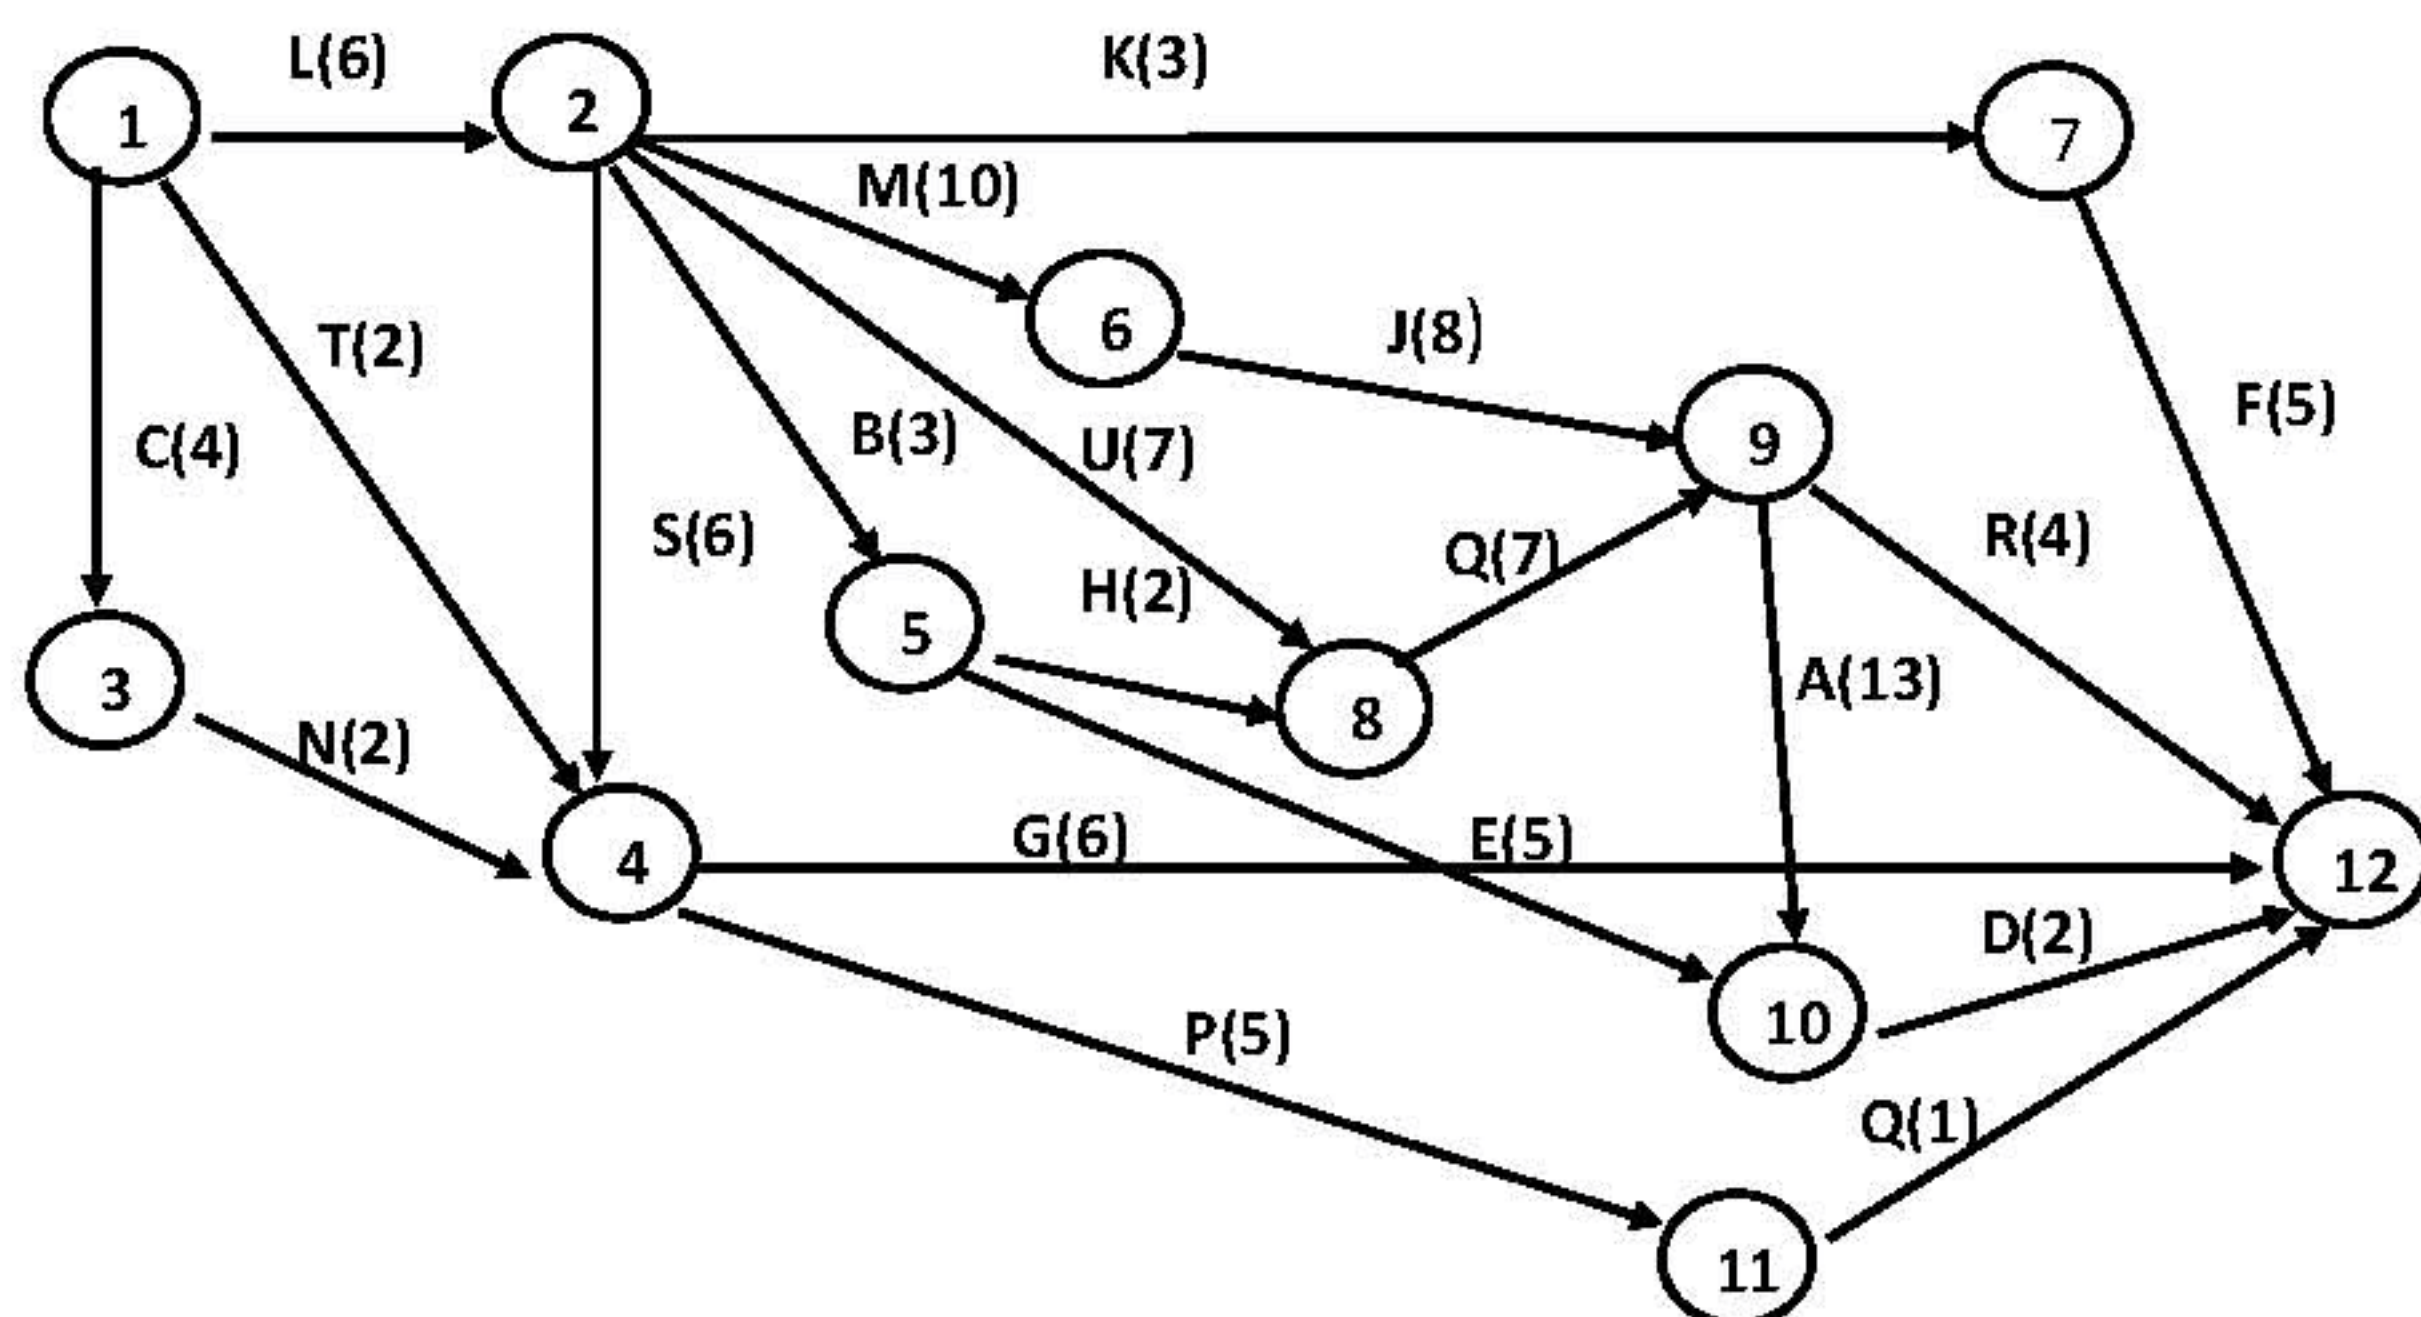 L(6)
K(3)
1
2
7
M(10)
6
J(8)
T(2)
F(5)
C(4)
B(3)
U(7)
9
S(6)
Q(7)
R(4)
H(2)
5
A(13)
3
8
N(2)
4
G(6)
E(5)
12
D(2)
10
P(5)
Q(1)
11